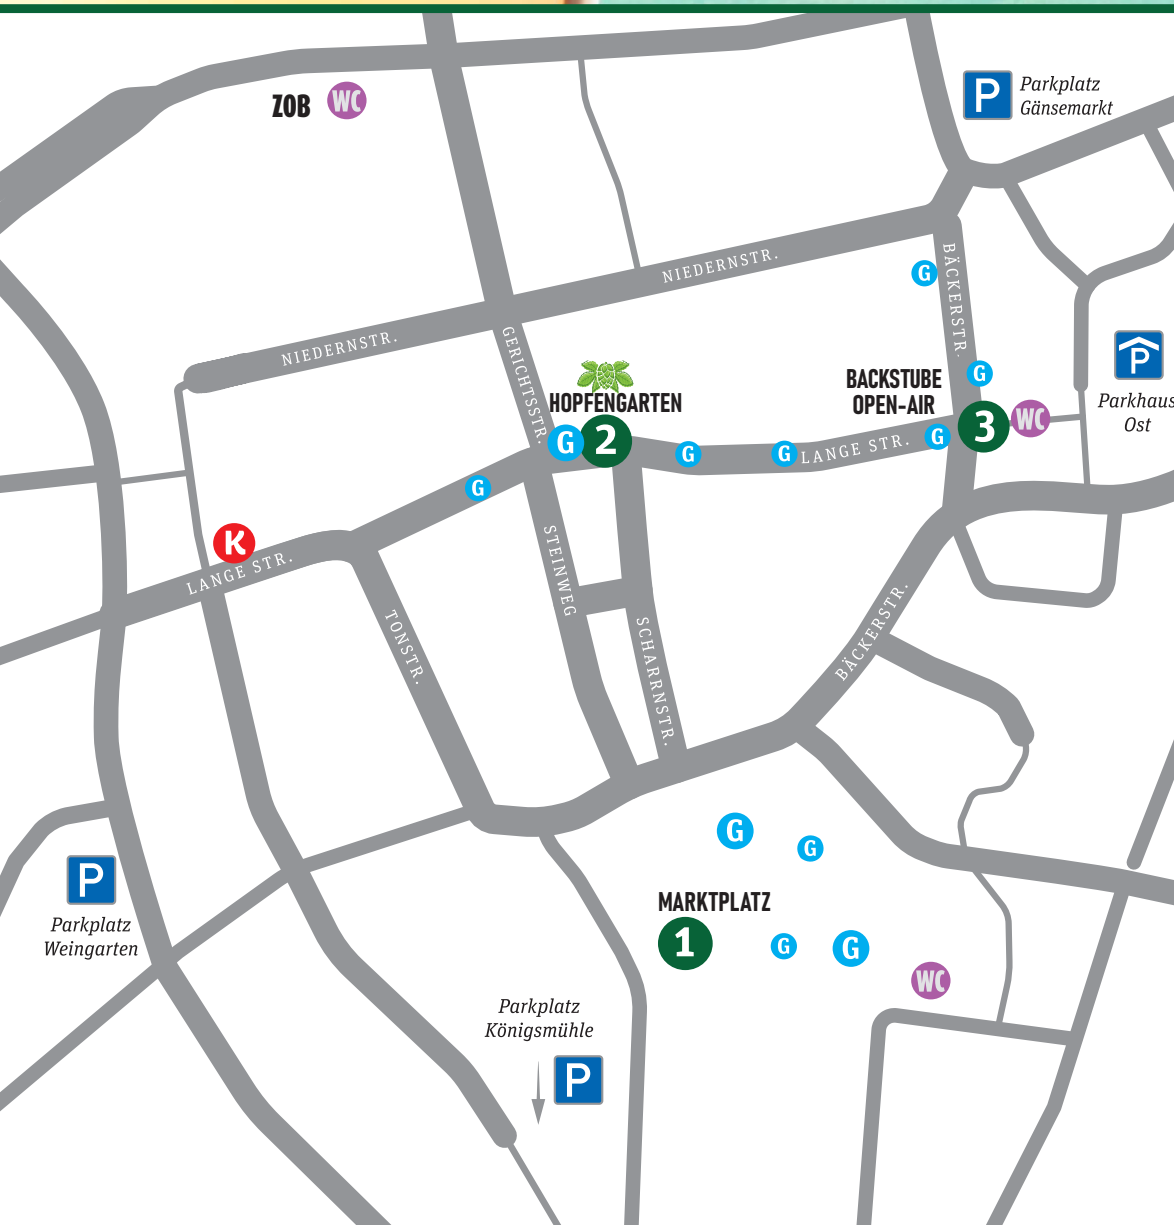 P
Parkplatz
Gänsemarkt
ZOB
WC
NIEDERNSTR.
G
BÄCKERSTR.
NIEDERNSTR.
GERICHTSSTR.
HOPFENGARTEN
G
2
BACKSTUBE
OPEN-AIR
G
3
WC
P
Parkhaus
Ost
G
G
G
LANGE STR.
G
K
LANGE STR.
STEINWEG
TONSTR.
SCHARRNSTR.
BÄCKERSTR.
G
G
P
Parkplatz
Weingarten
MARKTPLATZ
1
G
G
WC
Parkplatz
Königsmühle
P